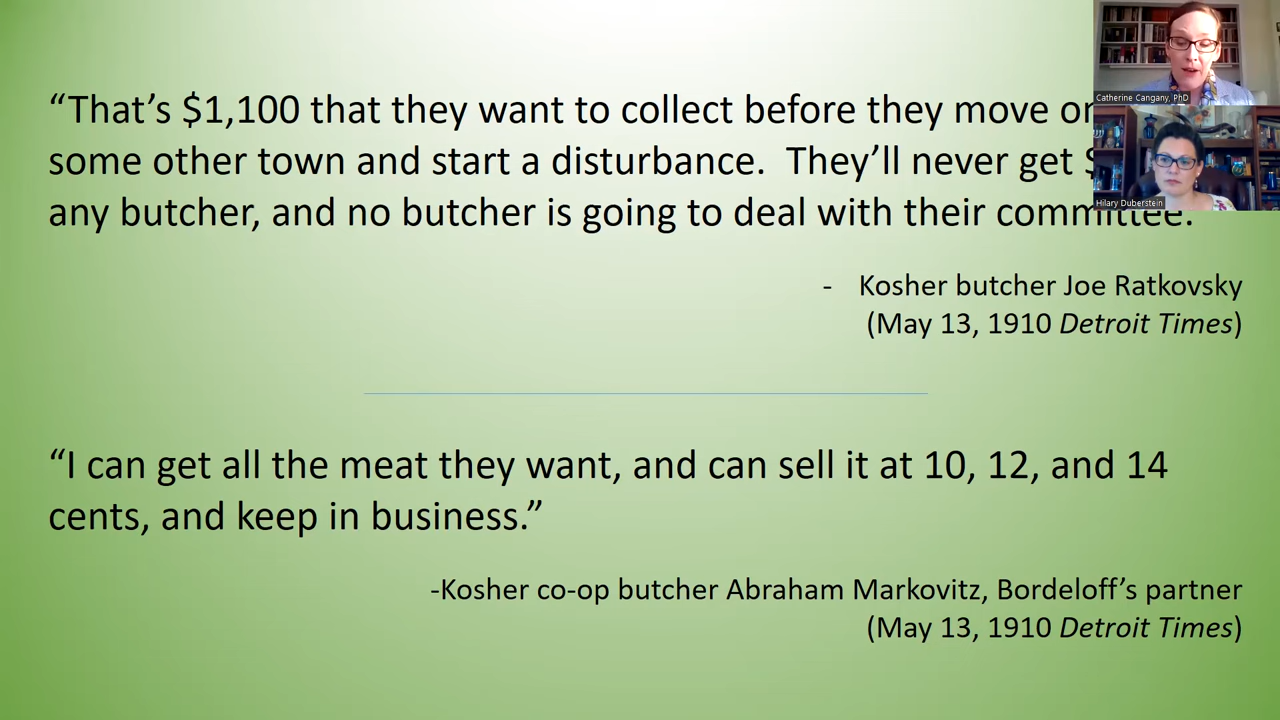 “That’s $1,100 that they want to collect before they move
some other town and start a disturbance.  They’ll never get
any butcher, and no butcher is going to deal with their committee.
- Kosher butcher Joe Ratkovsky
(May 13, 1910 Detroit Times)
“I can get all the meat they want, and can sell it at 10, 12, and 14
cents, and keep in business.”
-Kosher co-op butcher Abraham Markovitz, Bordeloff’s partner
(May 13, 1910 Detroit Times)
Catherine Cangany, PhD
Hilary Duberstein